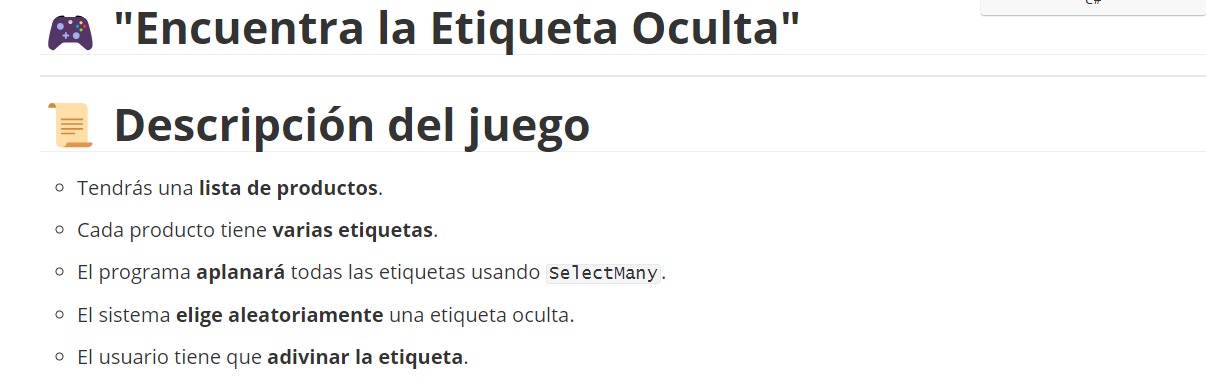 C#
"Encuentra la Etiqueta Oculta"
Descripción del juego
Tendrás una lista de productos.
Cada producto tiene varias etiquetas.
El programa aplanará todas las etiquetas usando SelectMany.
El sistema elige aleatoriamente una etiqueta oculta.
El usuario tiene que adivinar la etiqueta.